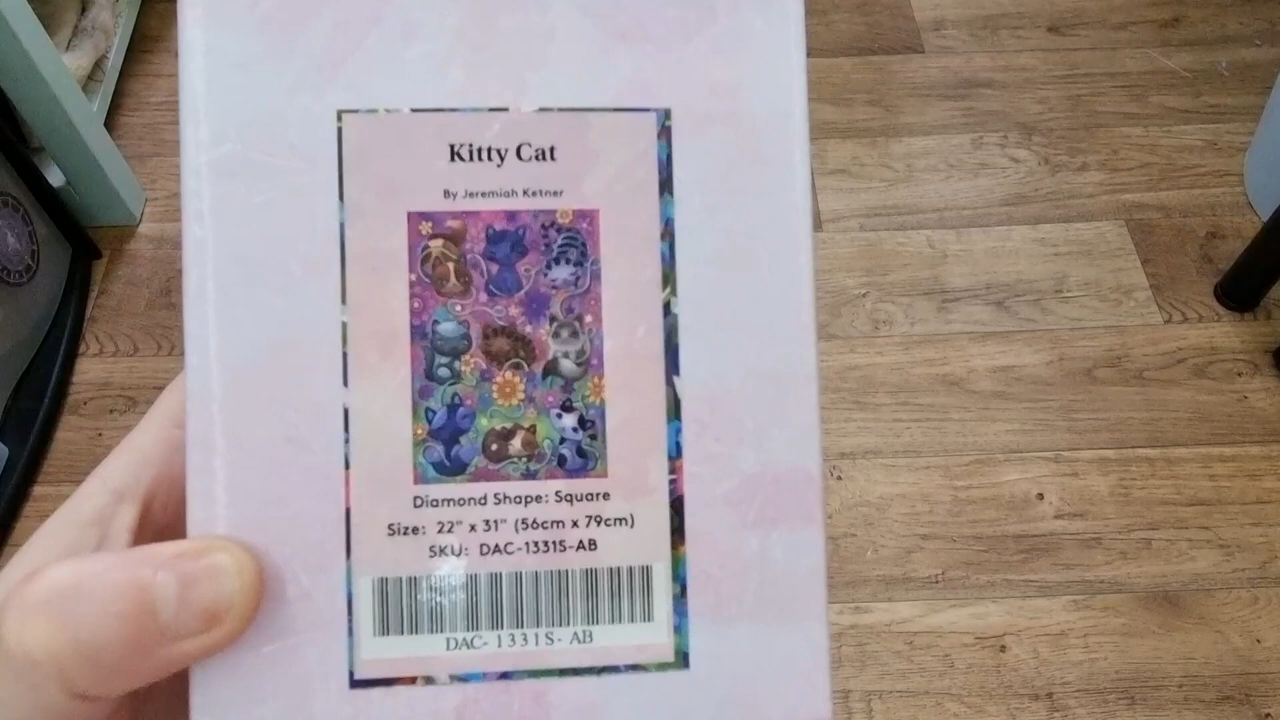 Kitty Cat
By Jeremiah Ketner
Diamond Shape: Square
Size: 22" x 31" (56cm x 79cm)
SKU: DAC-1331S-AB
DAC- 1331S- AB